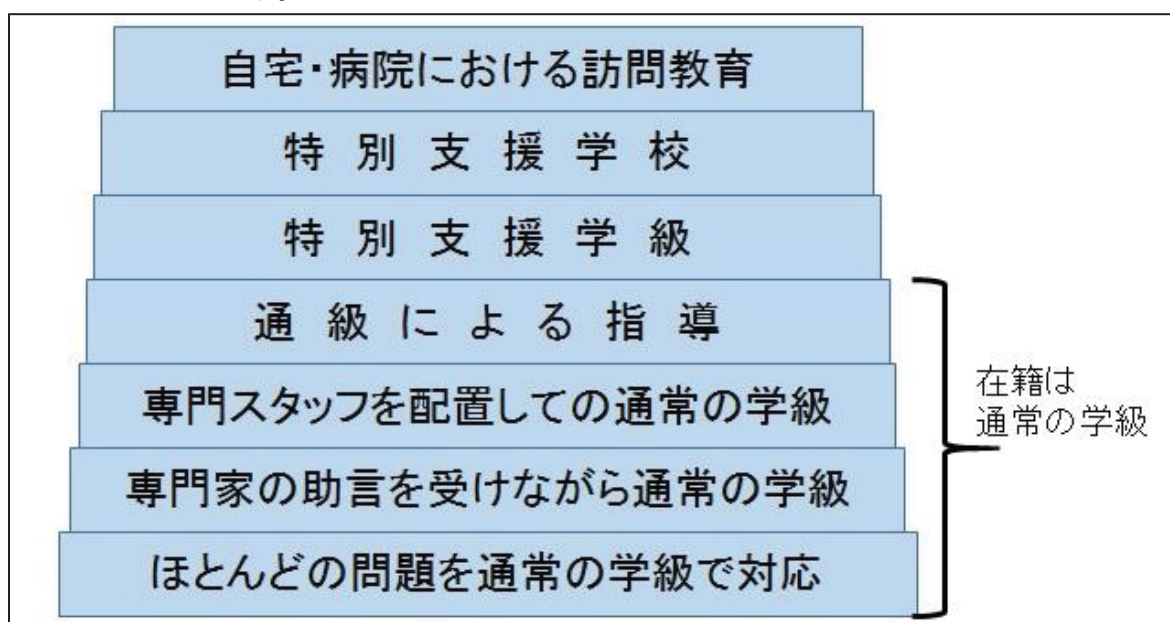 自宅・病院における訪問教育
特別支援学校
特別支援学級
通級による指導
専門スタッフを配置しての通常の学級
専門家の助言を受けながら通常の学級
ほとんどの問題を通常の学級で対応
在籍は
通常の学級